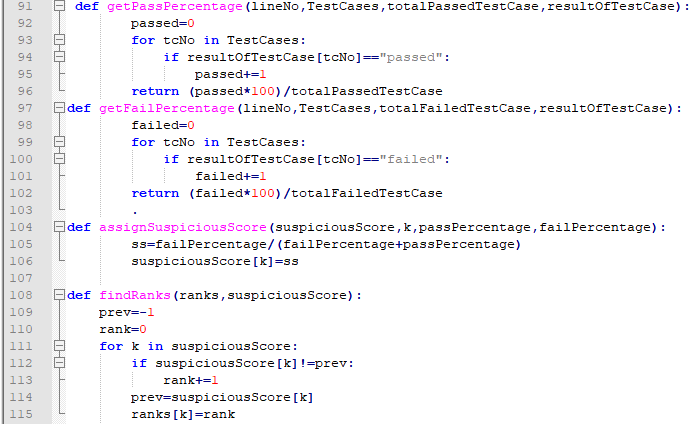 91 def getPassPercentage(lineNo,TestCases,totalPassedTestCase,resultOfTestCase):
92 passed=0
93 for tcNo in TestCases:
94 if resultOfTestCase[tcNo]=="passed":
95 passed+=1
96 return (passed*100)/totalPassedTestCase
97 def getFailPercentage(lineNo,TestCases,totalFailedTestCase,resultOfTestCase):
98 failed=0
99 for tcNo in TestCases:
100 if resultOfTestCase[tcNo]=="failed":
101 failed+=1
102 return (failed*100)/totalFailedTestCase
103 .
104 def assignSuspiciousScore(suspiciousScore,k,passPercentage,failPercentage):
105 ss=failPercentage/(failPercentage+passPercentage)
106 suspiciousScore[k]=ss
107
108 def findRanks(ranks,suspiciousScore):
109 prev=-1
110 rank=0
111 for k in suspiciousScore:
112 if suspiciousScore[k]!=prev:
113 rank+=1
114 prev=suspiciousScore[k]
115 ranks[k]=rank